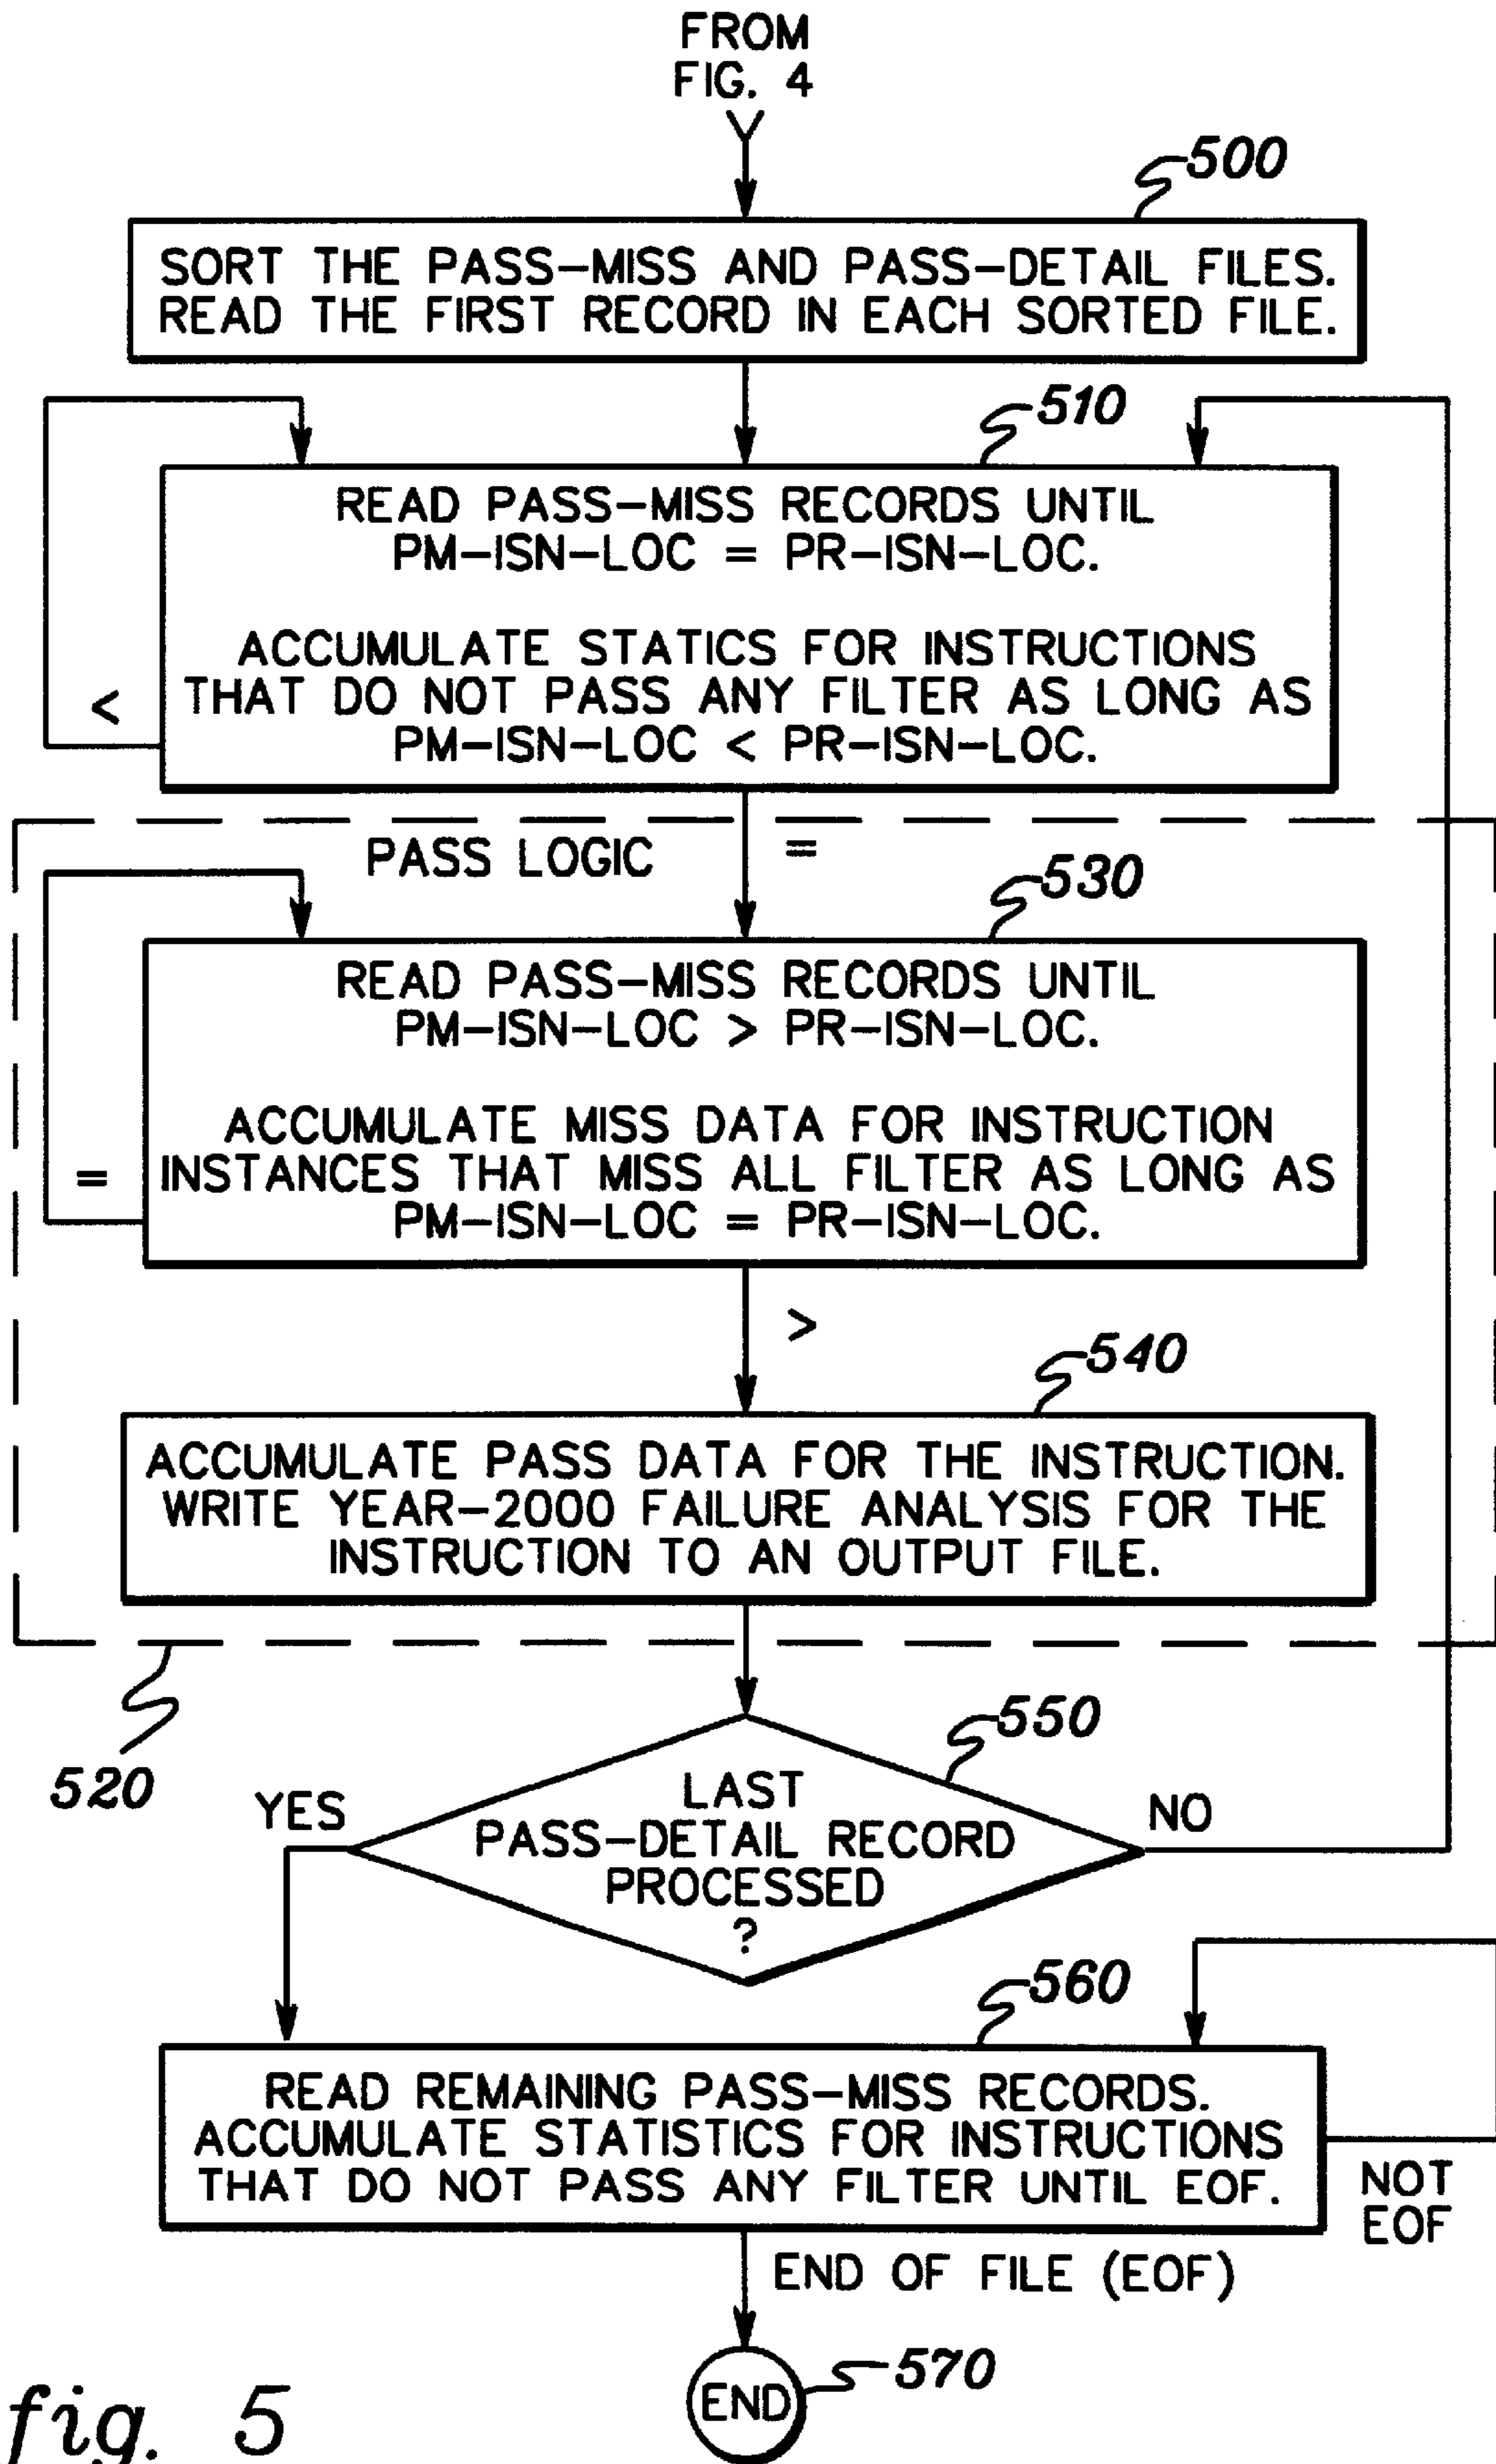 FROM
FIG. 4
500
SORT THE PASS-MISS AND PASS-DETAIL FILES.
READ THE FIRST RECORD IN EACH SORTED FILE.
510
READ PASS-MISS RECORDS UNTIL
PM-ISN-LOC = PR-ISN-LOC.
ACCUMULATE STATICS FOR INSTRUCTIONS
THAT DO NOT PASS ANY FILTER AS LONG AS
PM-ISN-LOC < PR-ISN-LOC.
<
PASS LOGIC
=
530
READ PASS-MISS RECORDS UNTIL
PM-ISN-LOC > PR-ISN-LOC.
ACCUMULATE MISS DATA FOR INSTRUCTION
INSTANCES THAT MISS ALL FILTER AS LONG AS
PM-ISN-LOC = PR-ISN-LOC.
=
>
540
ACCUMULATE PASS DATA FOR THE INSTRUCTION.
WRITE YEAR-2000 FAILURE ANALYSIS FOR THE
INSTRUCTION TO AN OUTPUT FILE.
520
550
LAST
PASS-DETAIL RECORD
PROCESSED
?
YES
NO
560
READ REMAINING PASS-MISS RECORDS.
ACCUMULATE STATISTICS FOR INSTRUCTIONS
THAT DO NOT PASS ANY FILTER UNTIL EOF.
NOT
EOF
END OF FILE (EOF)
END
570
fig. 5